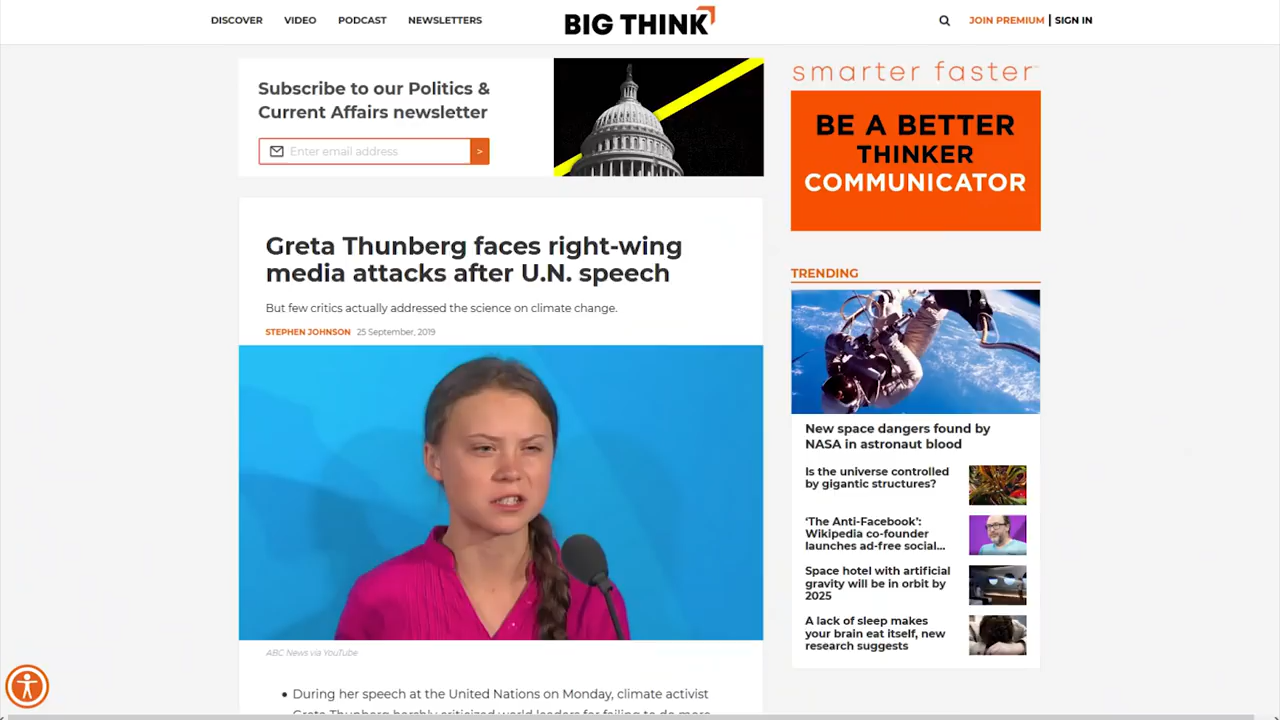 DISCOVER VIDEO PODCAST NEWSLETTERS BIG THINK JOIN PREMIUM | SIGN IN
Subscribe to our Politics &
Current Affairs newsletter
Enter email address >
Greta Thunberg faces right-wing
media attacks after U.N. speech
But few critics actually addressed the science on climate change.
STEPHEN JOHNSON 25 September, 2019
ABC News via YouTube
• During her speech at the United Nations on Monday, climate activist
Greta Thunberg harshly criticized world leaders for failing to do more
smarter faster™
BE A BETTER
THINKER
COMMUNICATOR
TRENDING
New space dangers found by
NASA in astronaut blood
Is the universe controlled
by gigantic structures?
‘The Anti-Facebook’:
Wikipedia co-founder
launches ad-free social...
Space hotel with artificial
gravity will be in orbit by
2025
A lack of sleep makes
your brain eat itself, new
research suggests